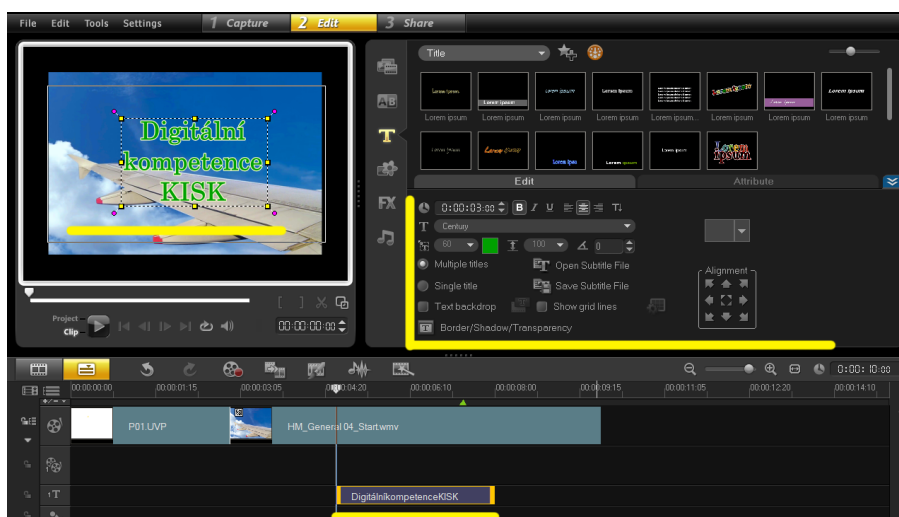 File Edit Tools Settings 1 Capture 2 Edit 3 Share
Title
Lorem ipsum Lorem ipsum Lorem ipsum Lorem ipsum Lorem ipsum... Lorem ipsum Lorem ipsum Lorem ipsum
Digitální
kompetence
KISK
Edit Attribute
FX
0:00:03:00 B I U
Century
60 100 0
Multiple titles Open Subtitle File
Single title Save Subtitle File
Text backdrop Show grid lines
Border/Shadow/Transparency
Alignment
Project
Clip
00:00:00:00
0:00:10:00
00:00:00:00 00:00:01:15 00:00:03:05 00:00:04:20 00:00:06:10 00:00:08:00 00:00:09:15 00:00:11:05 00:00:12:20 00:00:14:10
P01.UVP HM_General 04_Start.wmv
DigitálníkompetenceKISK